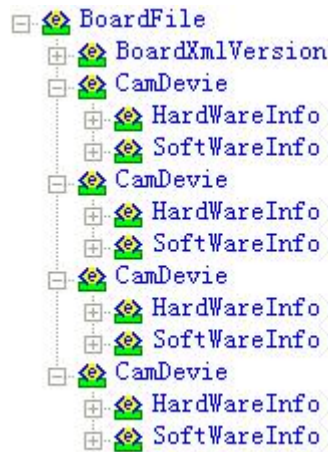 BoardFile
BoardXmlVersion
CamDevie
HardWareInfo
SoftWareInfo
CamDevie
HardWareInfo
SoftWareInfo
CamDevie
HardWareInfo
SoftWareInfo
CamDevie
HardWareInfo
SoftWareInfo